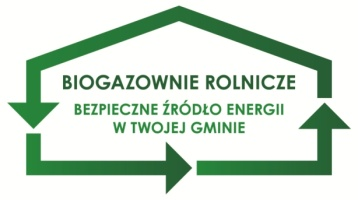 BIOGAZOWNIE ROLNICZE
BEZPIECZNE ŹRÓDŁO ENERGII
W TWOJEJ GMINIE